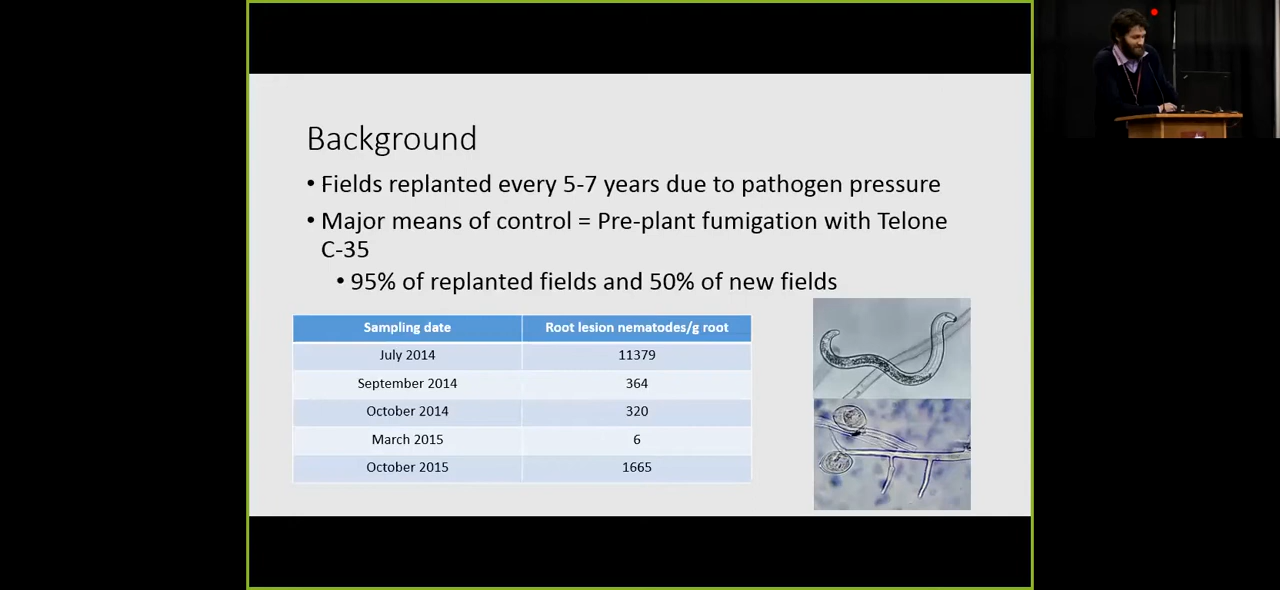 Background
• Fields replanted every 5-7 years due to pathogen pressure
• Major means of control = Pre-plant fumigation with Telone
C-35
• 95% of replanted fields and 50% of new fields
Sampling date Root lesion nematodes/g root
July 2014 11379
September 2014 364
October 2014 320
March 2015 6
October 2015 1665